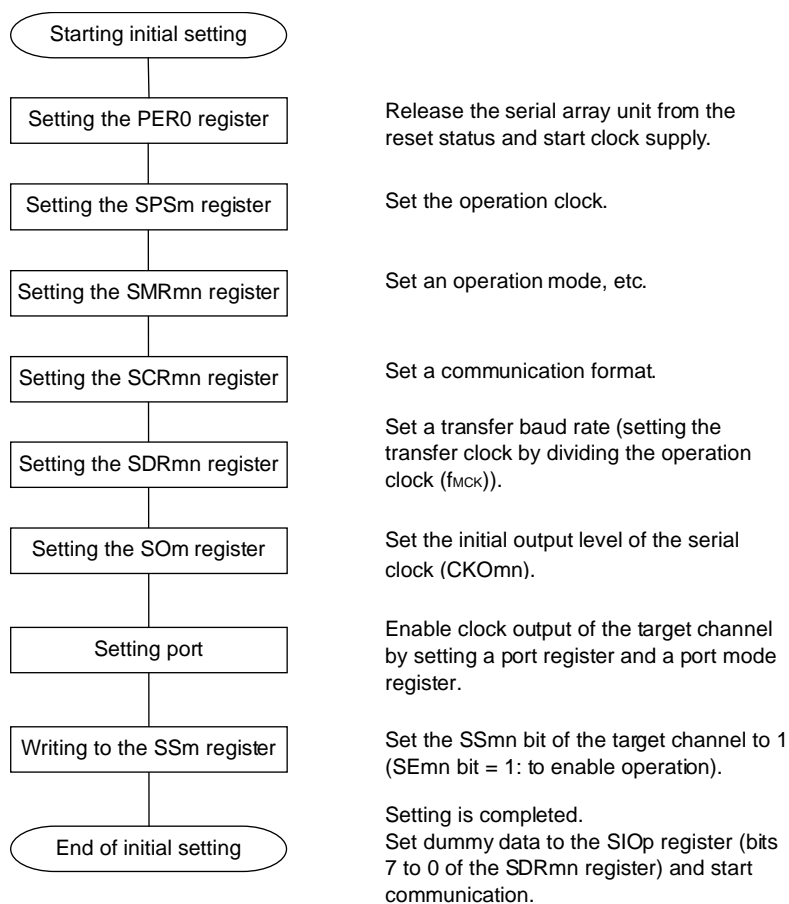 Starting initial setting
Setting the PER0 register
Release the serial array unit from the
reset status and start clock supply.
Setting the SPSm register
Set the operation clock.
Setting the SMRmn register
Set an operation mode, etc.
Setting the SCRmn register
Set a communication format.
Setting the SDRmn register
Set a transfer baud rate (setting the
transfer clock by dividing the operation
clock (fMCK)).
Setting the SOm register
Set the initial output level of the serial
clock (CKOmn).
Setting port
Enable clock output of the target channel
by setting a port register and a port mode
register.
Writing to the SSm register
Set the SSmn bit of the target channel to 1
(SEmn bit = 1: to enable operation).
End of initial setting
Setting is completed.
Set dummy data to the SIOp register (bits
7 to 0 of the SDRmn register) and start
communication.